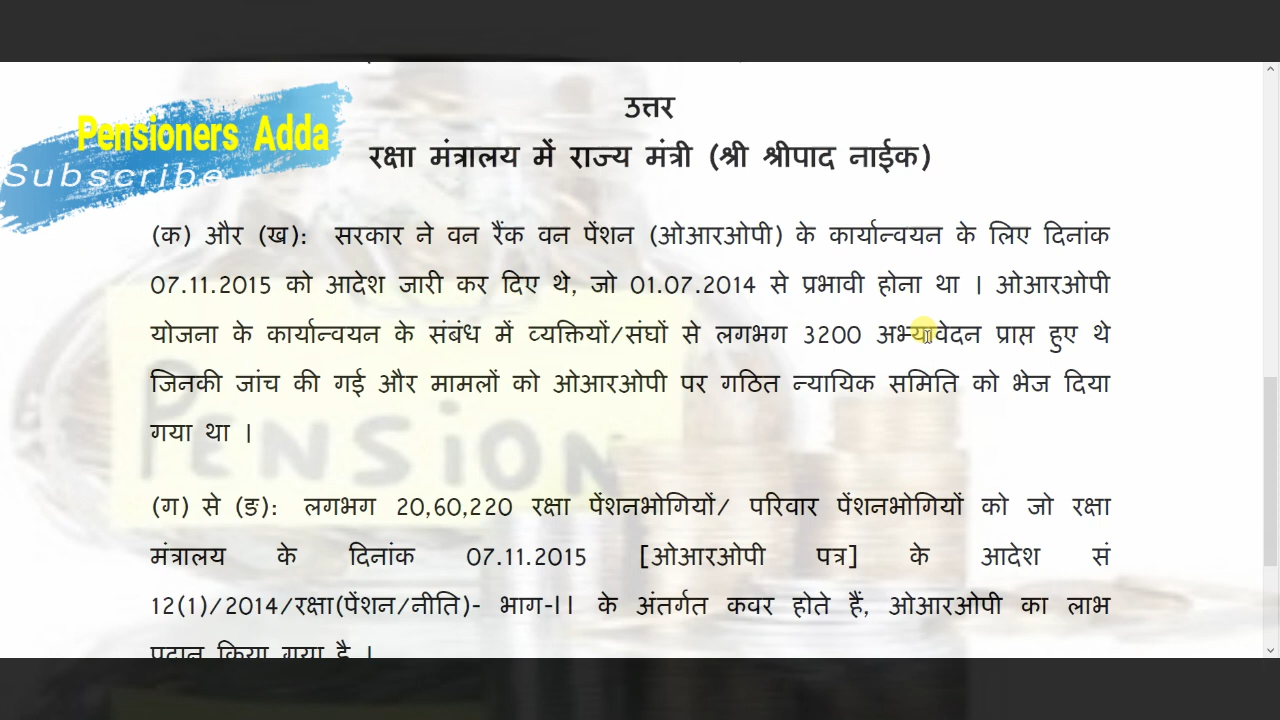 उत्तर
Pensioners Adda
रक्षा मंत्रालय में राज्य मंत्री (श्री श्रीपाद नाईक)
Subscribe
(क) और (ख): सरकार ने वन रैंक वन पेंशन (ओआरओपी) के कार्यान्वयन के लिए दिनांक
07.11.2015 को आदेश जारी कर दिए थे, जो 01.07.2014 से प्रभावी होना था ।  ओआरओपी
योजना के कार्यान्वयन के संबंध में व्यक्तियों/संघों से लगभग 3200 अभ्यावेदन प्राप्त हुए थे
जिनकी जांच की गई और मामलों को ओआरओपी पर गठित न्यायिक समिति को भेज दिया
गया था ।
PENSION
(ग) से (ङ): लगभग 20,60,220 रक्षा पेंशनभोगियों/ परिवार पेंशनभोगियों को जो रक्षा
मंत्रालय के दिनांक 07.11.2015 [ओआरओपी पत्र] के आदेश सं
12(1)/2014/रक्षा(पेंशन/नीति)- भाग-II के अंतर्गत कवर होते हैं, ओआरओपी का लाभ
प्रदान किया गया है ।